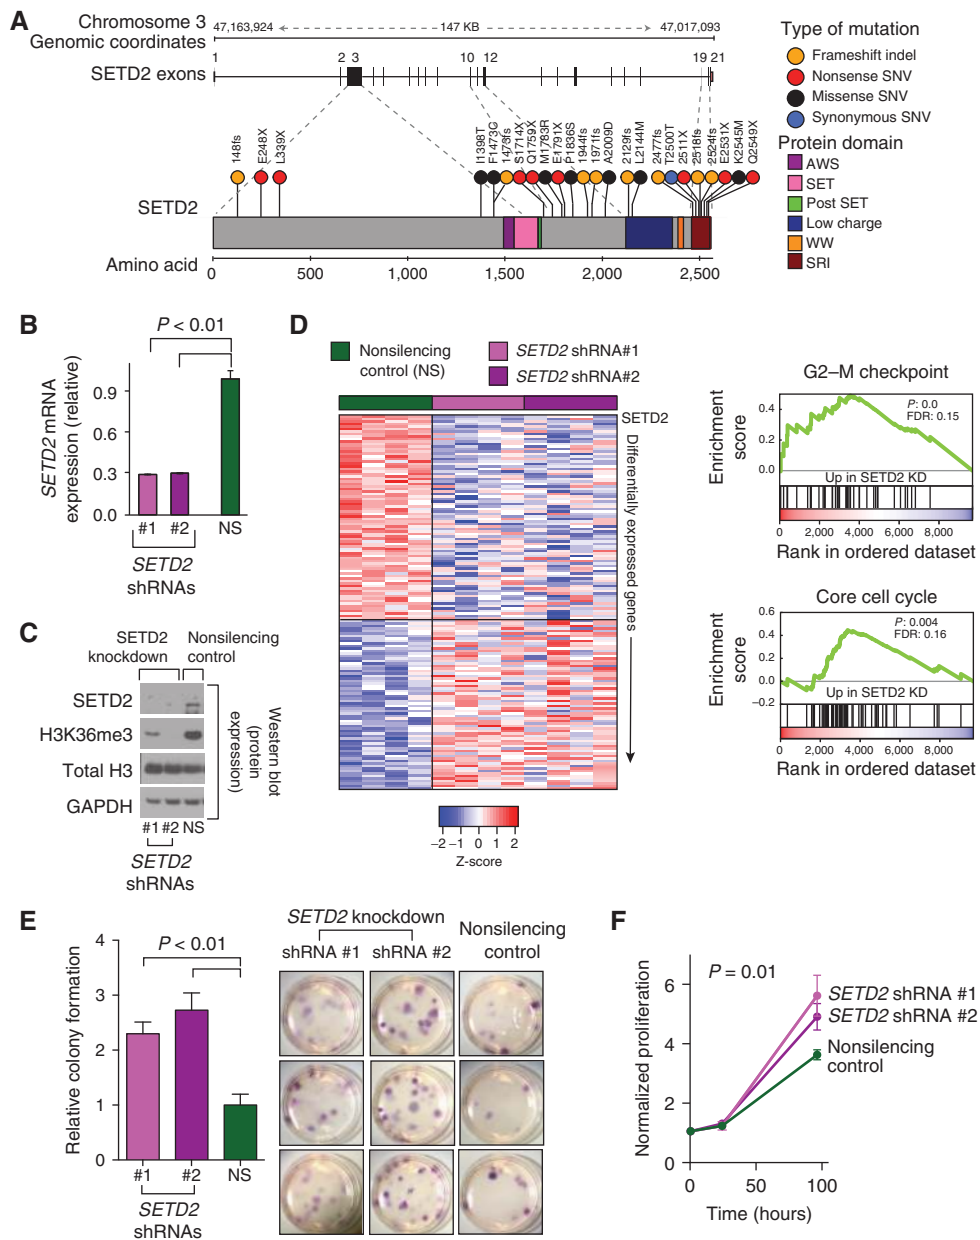 A
Chromosome 3
Genomic coordinates
47,163,924
147 KB
47,017,093
SETD2 exons
1
2
3
10
12
19
21
Type of mutation
Frameshift indel
Nonsense SNV
Missense SNV
Synonymous SNV
Protein domain
AWS
SET
Post SET
Low charge
WW
SRI
148fs
E248X
L339X
I1398T
F1473C
1473fs
S1714X
Q1759X
M1783R
E1791X
P1836S
1944fs
1971fs
A2009D
2129fs
L2144M
2477fs
T2500T
2511X
2518fs
2524fs
E2531X
K2545M
Q2549X
SETD2
Amino acid
0
500
1,000
1,500
2,000
2,500
B
P < 0.01
SETD2 mRNA
expression (relative)
0.9
0.6
0.3
0.0
#1
#2
NS
SETD2
shRNAs
C
SETD2
knockdown
Nonsilencing
control
SETD2
H3K36me3
Total H3
GAPDH
#1 #2 NS
SETD2
shRNAs
Western blot
(protein
expression)
D
Nonsilencing
control (NS)
SETD2 shRNA#1
SETD2 shRNA#2
SETD2
Differentially expressed genes
−2 −1 0 1 2
Z-score
G2–M checkpoint
Enrichment
score
0.4
0.2
0.0
P: 0.0
FDR: 0.15
Up in SETD2 KD
0 2,000 4,000 6,000 8,000
Rank in ordered dataset
Core cell cycle
Enrichment
score
0.6
0.4
0.2
0.0
−0.2
P: 0.004
FDR: 0.16
Up in SETD2 KD
0 2,000 4,000 6,000 8,000
Rank in ordered dataset
E
Relative colony formation
4
3
2
1
0
P < 0.01
#1
#2
NS
SETD2
shRNAs
SETD2 knockdown
shRNA #1
shRNA #2
Nonsilencing
control
F
Normalized proliferation
6
4
2
0
P = 0.01
SETD2 shRNA #1
SETD2 shRNA #2
Nonsilencing
control
0
50
100
Time (hours)